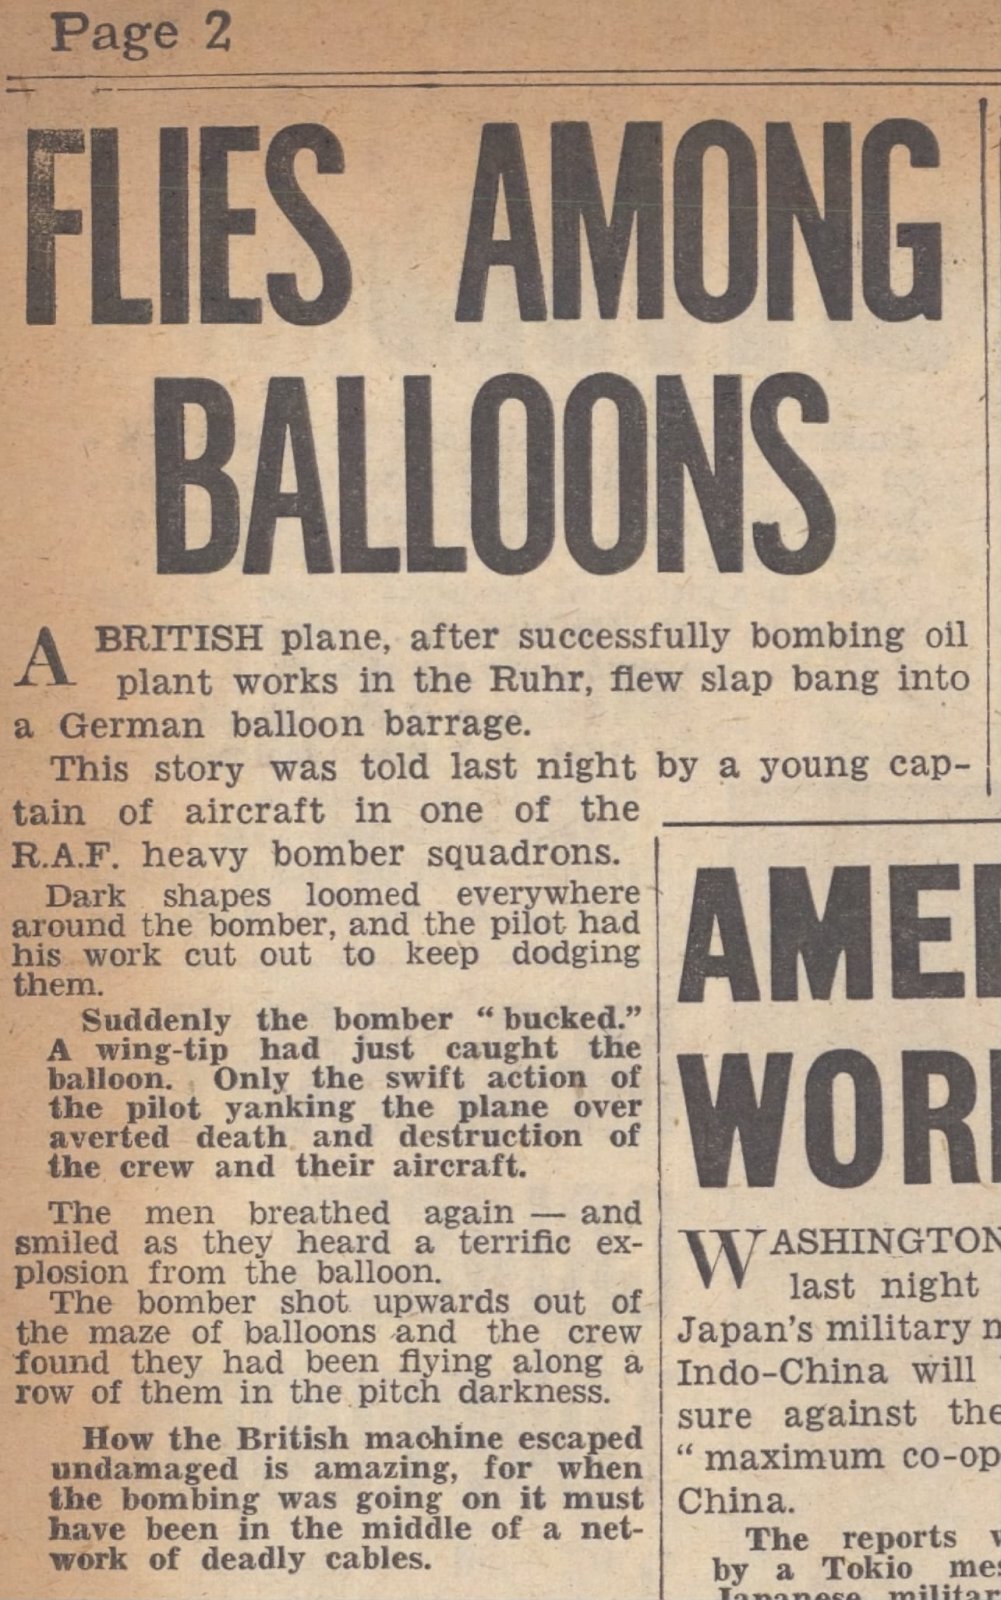 Page 2
FLIES AMONG
BALLOONS
A BRITISH plane, after successfully bombing oil
plant works in the Ruhr, flew slap bang into
a German balloon barrage.
This story was told last night by a young cap-
tain of aircraft in one of the
R.A.F. heavy bomber squadrons.
Dark shapes loomed everywhere
around the bomber, and the pilot had
his work cut out to keep dodging
them.
Suddenly the bomber “ bucked.”
A wing-tip had just caught the
balloon. Only the swift action of
the pilot yanking the plane over
averted death and destruction of
the crew and their aircraft.
The men breathed again — and
smiled as they heard a terrific ex-
plosion from the balloon.
The bomber shot upwards out of
the maze of balloons and the crew
found they had been flying along a
row of them in the pitch darkness.
How the British machine escaped
undamaged is amazing, for when
the bombing was going on it must
have been in the middle of a net-
work of deadly cables.
AME
WOR
WASHINGTON
last night
Japan's military
Indo-China will
sure against the
“ maximum co-op
China.
The reports
by a Tokio mes
Japanese militar